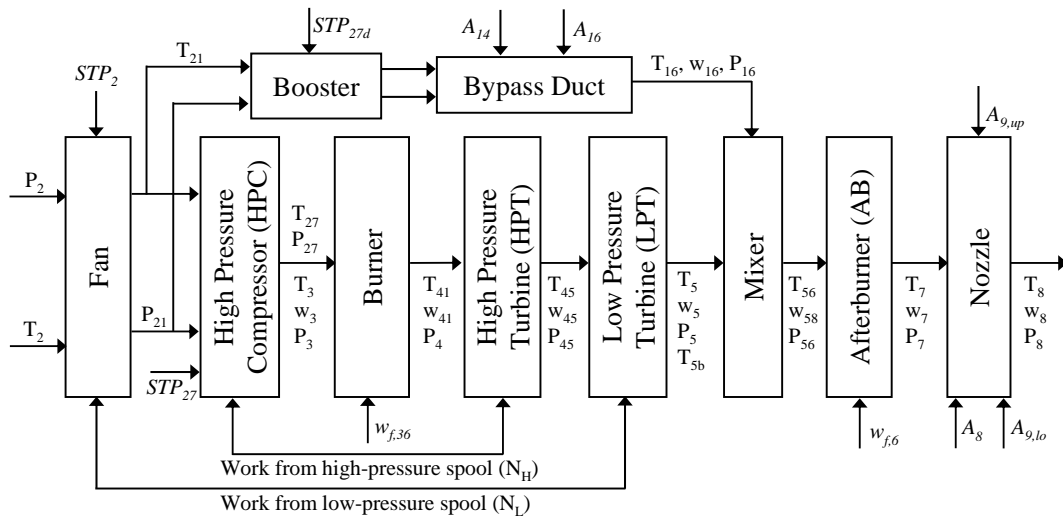 STP27d
A14
A16
T21
STP2
Booster
Bypass Duct
T16, w16, P16
A9,up
P2
T2
Fan
P21
STP27
High Pressure
Compressor (HPC)
T27
P27
T3
w3
P3
Burner
wf,36
T41
w41
P4
High Pressure
Turbine (HPT)
T45
w45
P45
Low Pressure
Turbine (LPT)
T5
w5
P5
T5b
Mixer
T56
w58
P56
Afterburner (AB)
wf,6
T7
w7
P7
Nozzle
A8
A9,lo
T8
w8
P8
Work from high-pressure spool (NH)
Work from low-pressure spool (NL)